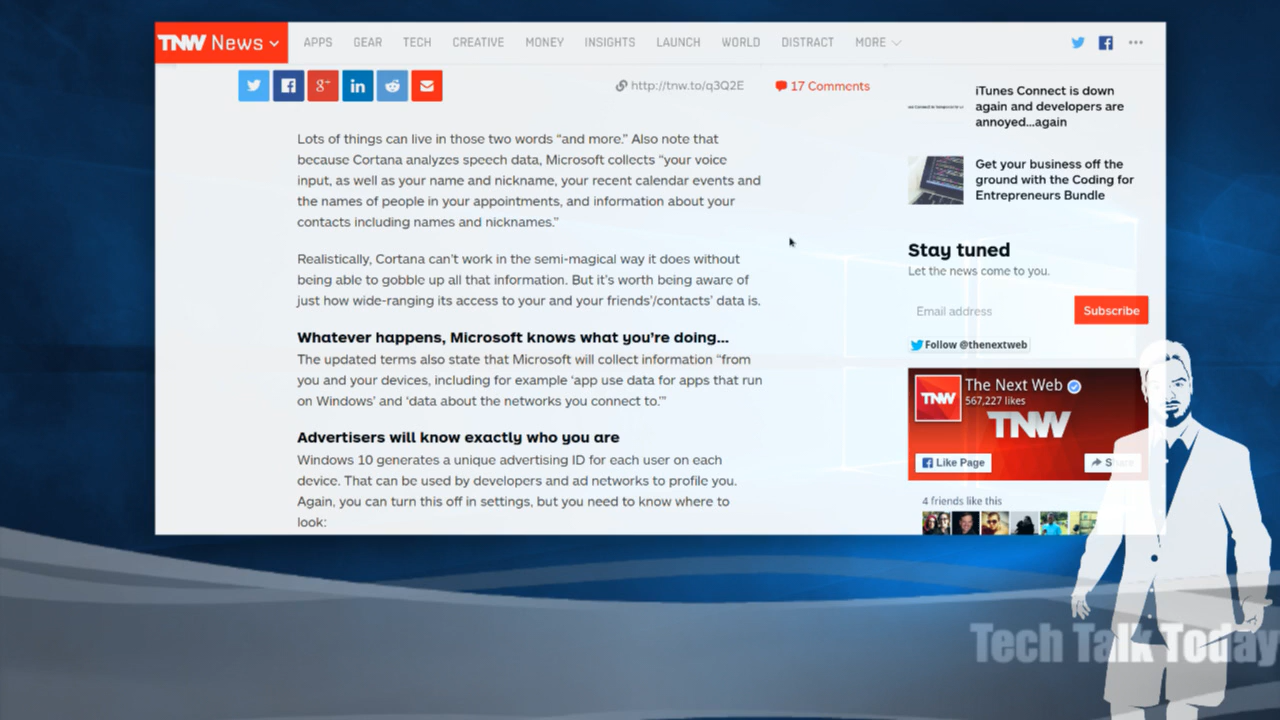 TNW News
APPS GEAR TECH CREATIVE MONEY INSIGHTS LAUNCH WORLD DISTRACT MORE
http://tnw.to/q3Q2E
17 Comments
Lots of things can live in those two words “and more.” Also note that
because Cortana analyzes speech data, Microsoft collects “your voice
input, as well as your name and nickname, your recent calendar events and
the names of people in your appointments, and information about your
contacts including names and nicknames.”
Realistically, Cortana can’t work in the semi-magical way it does without
being able to gobble up all that information. But it’s worth being aware of
just how wide-ranging its access to your and your friends’/contacts’ data is.
Whatever happens, Microsoft knows what you’re doing…
The updated terms also state that Microsoft will collect information “from
you and your devices, including for example ‘app use data for apps that run
on Windows’ and ‘data about the networks you connect to.’”
Advertisers will know exactly who you are
Windows 10 generates a unique advertising ID for each user on each
device. That can be used by developers and ad networks to profile you.
Again, you can turn this off in settings, but you need to know where to
look:
iTunes Connect is down
again and developers are
annoyed...again
Get your business off the
ground with the Coding for
Entrepreneurs Bundle
Stay tuned
Let the news come to you.
Email address
Subscribe
Follow @thenextweb
TNW
The Next Web
567,227 likes
TNW
Like Page
4 friends like this
Tech Talk Today